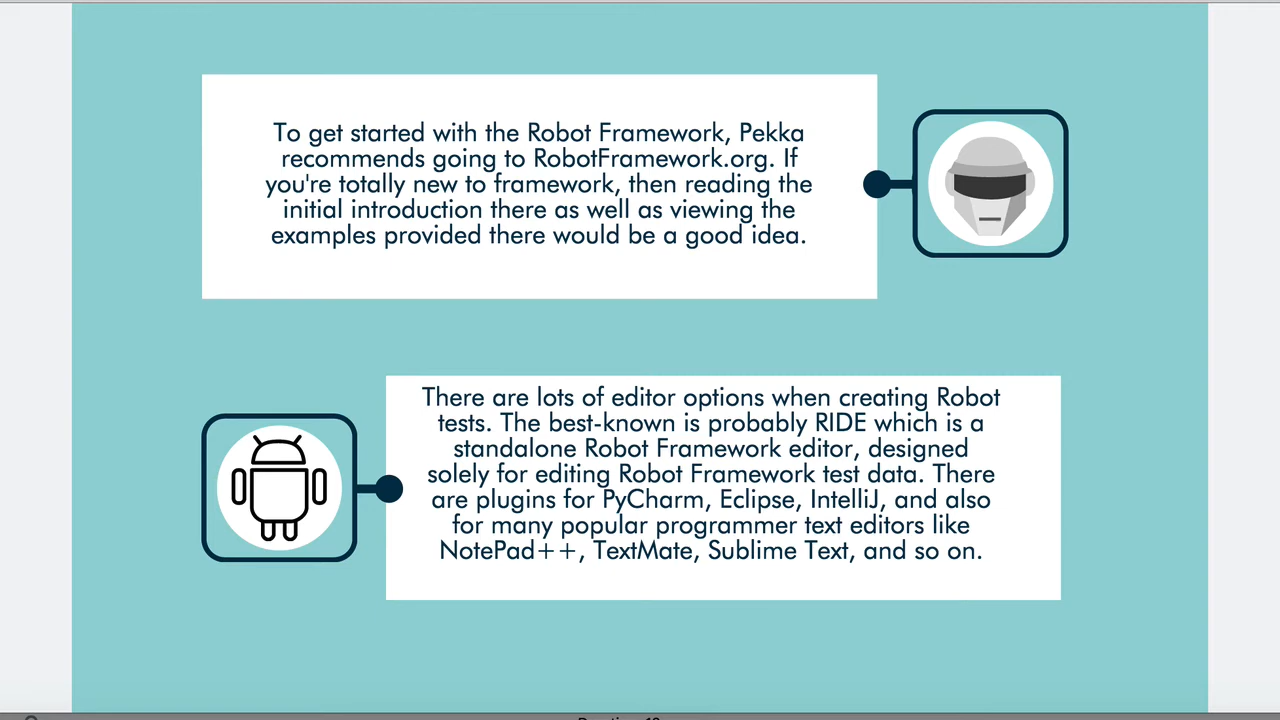 To get started with the Robot Framework, Pekka
recommends going to RobotFramework.org. If
you're totally new to framework, then reading the
initial introduction there as well as viewing the
examples provided there would be a good idea.
There are lots of editor options when creating Robot
tests. The best-known is probably RIDE which is a
standalone Robot Framework editor, designed
solely for editing Robot Framework test data. There
are plugins for PyCharm, Eclipse, IntelliJ, and also
for many popular programmer text editors like
NotePad++, TextMate, Sublime Text, and so on.